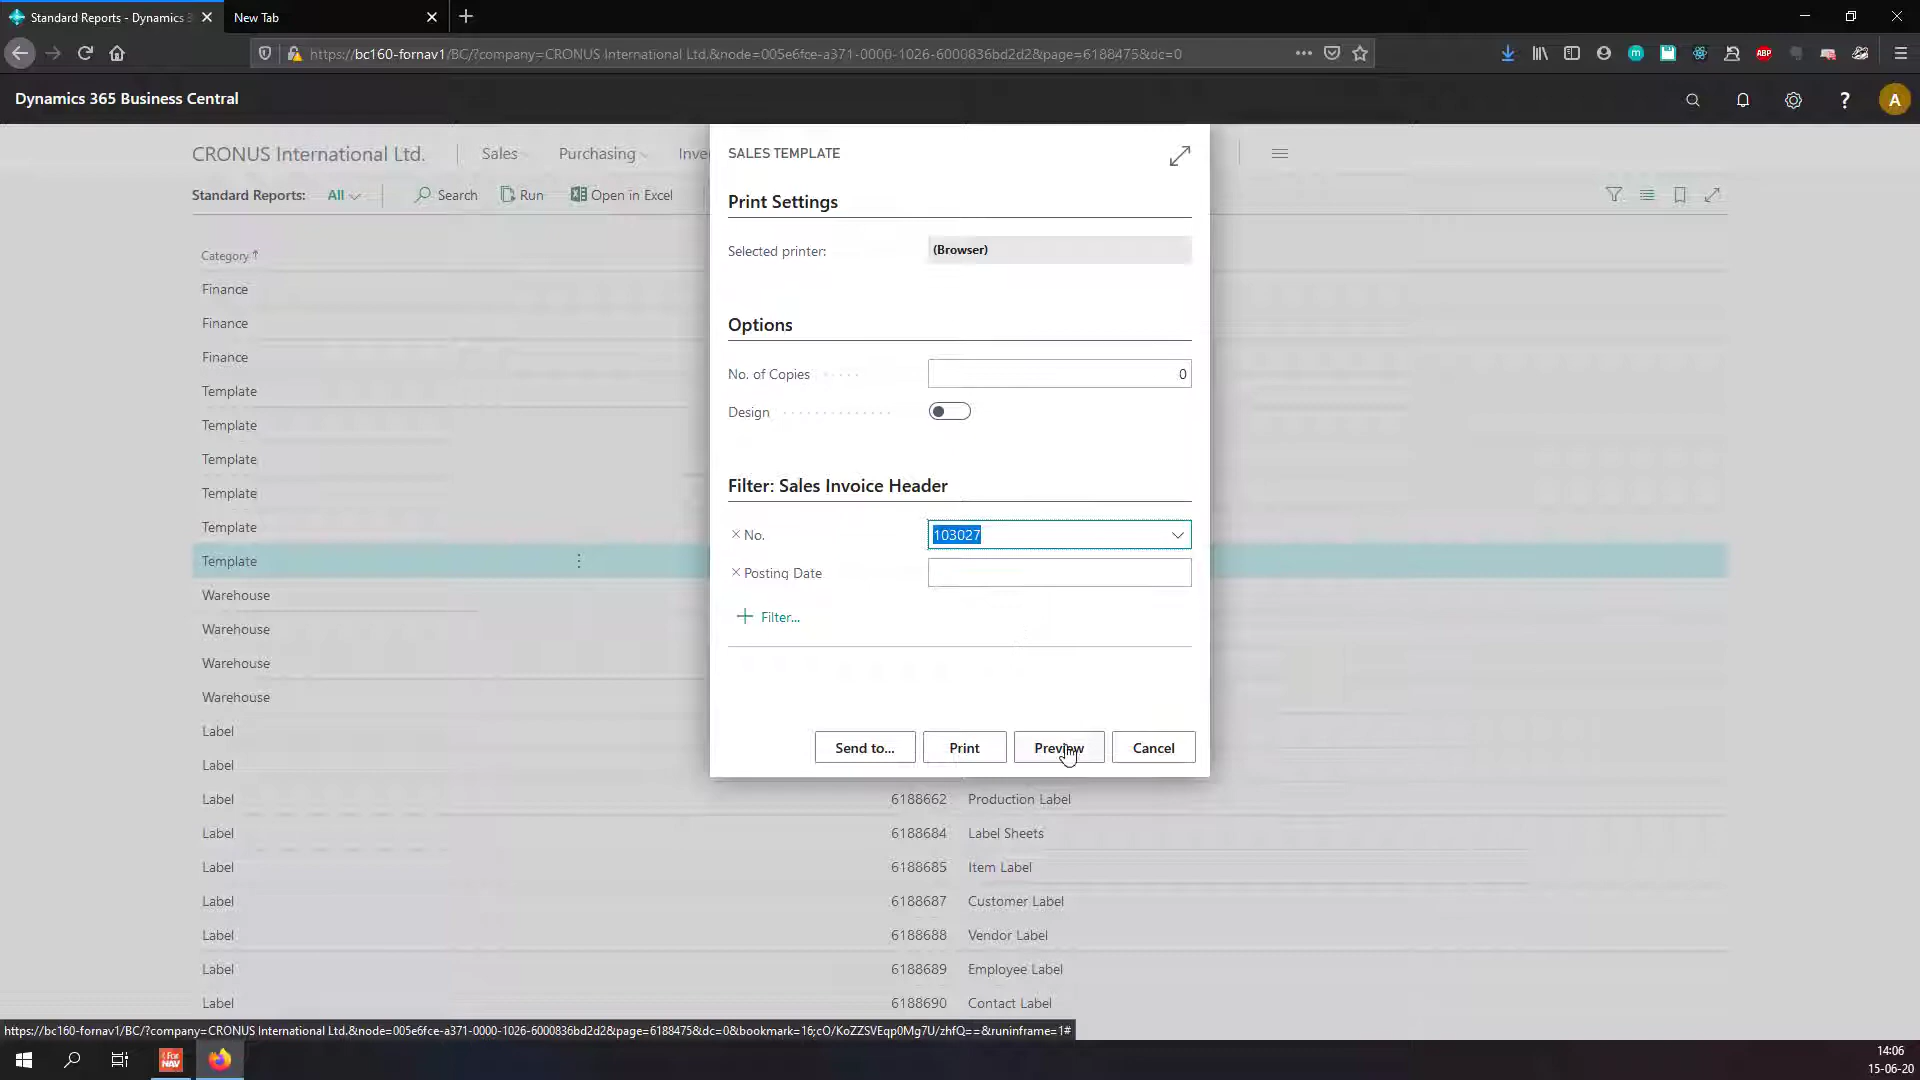 Standard Reports - Dynamics 3
New Tab
https://bc160-fornav1/BC/?company=CRONUS International Ltd.&node=005e6fce-a371-0000-1026-6000836bd2d2&page=6188475&dc=0
ABP
Dynamics 365 Business Central
A
CRONUS International Ltd.
Sales
Purchasing
Inve
Standard Reports:
All
Search
Run
Open in Excel
Category
Finance
Finance
Finance
Template
Template
Template
Template
Template
Template
Warehouse
Warehouse
Warehouse
Warehouse
Label
Label
Label 6188662 Production Label
Label 6188684 Label Sheets
Label 6188685 Item Label
Label 6188687 Customer Label
Label 6188688 Vendor Label
Label 6188689 Employee Label
Label 6188690 Contact Label
SALES TEMPLATE
Print Settings
Selected printer: (Browser)
Options
No. of Copies 0
Design
Filter: Sales Invoice Header
No. 103027
Posting Date
Filter...
Send to... Print Preview Cancel
https://bc160-fornav1/BC/?company=CRONUS International Ltd.&node=005e6fce-a371-0000-1026-6000836bd2d2&page=6188475&dc=0&bookmark=16;cO/KoZZSVEqp0Mg7U/zhfQ==&runinframe=1#
ForNAV
14:06
15-06-20